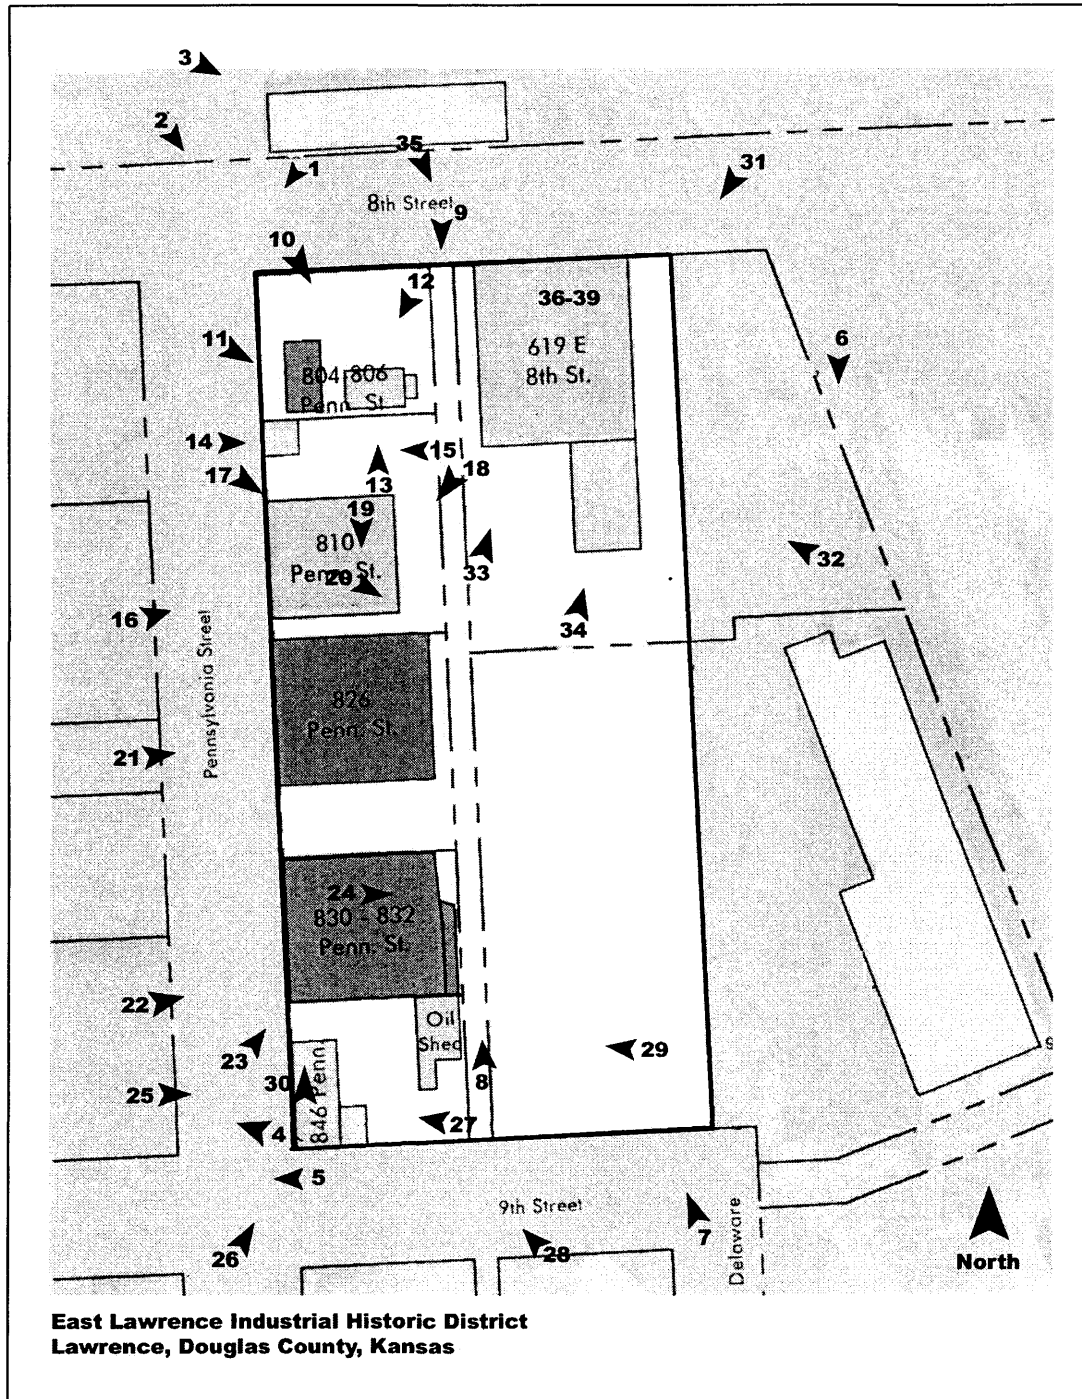 3
2
1
35
31
8th Street
9
10
12
36-39
11
6
619 E
8th St.
804-806
Penn. St.
14
15
13
17
18
19
810
Penn. St.
20
33
32
34
16
Pennsylvania Street
826
Penn. St.
21
24
830 - 832
Penn. St.
22
Oil
Shed
23
29
30
8
846 Penn.
25
4
27
5
9th Street
7
26
28
Delaware
North
9
East Lawrence Industrial Historic District
Lawrence, Douglas County, Kansas